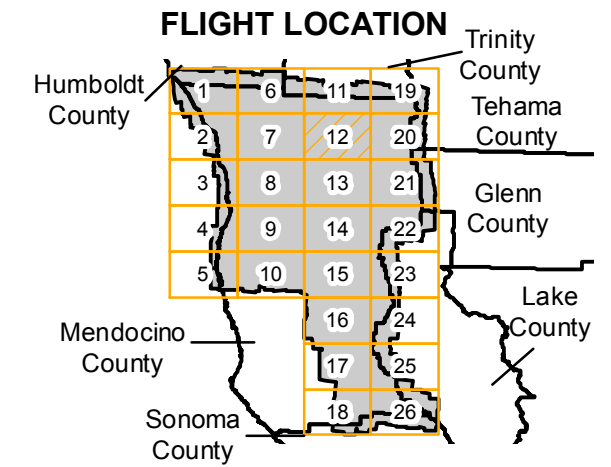 FLIGHT LOCATION
Trinity
County
Humboldt
County
1 6 11 19
Tehama
County
2 7 12 20
3 8 13 21
Glenn
County
4 9 14 22
5 10 15 23
Lake
County
16 24
Mendocino
County
17 25
18 26
Sonoma
County